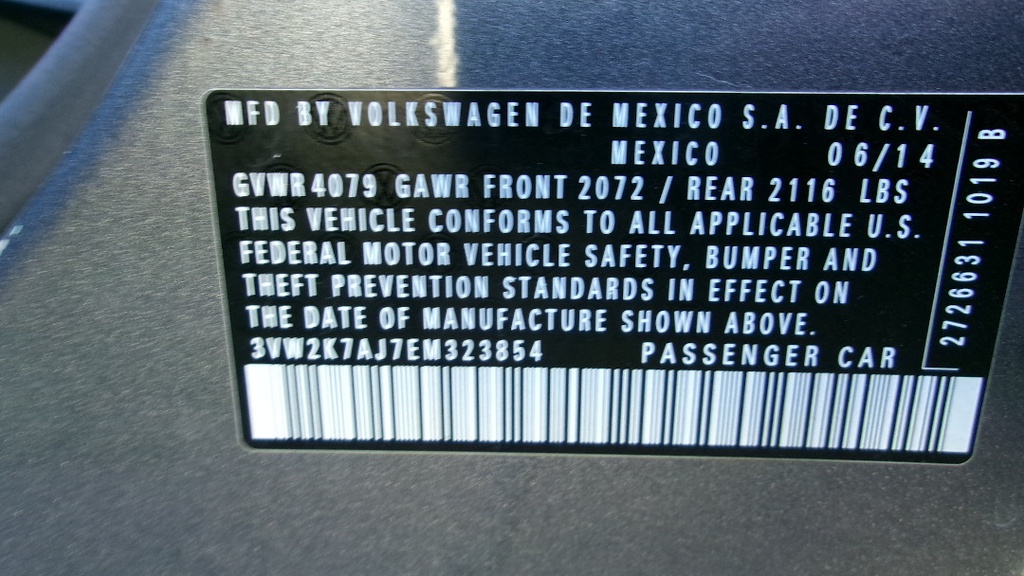 MFD BY VOLKSWAGEN DE MEXICO S.A. DE C.V.
MEXICO 06/14
GVWR 4079 GAWR FRONT 2072 / REAR 2116 LBS
THIS VEHICLE CONFORMS TO ALL APPLICABLE U.S.
FEDERAL MOTOR VEHICLE SAFETY, BUMPER AND
THEFT PREVENTION STANDARDS IN EFFECT ON
THE DATE OF MANUFACTURE SHOWN ABOVE.
3VW2K7AJ7EM323854 PASSENGER CAR
2726631 1019 B